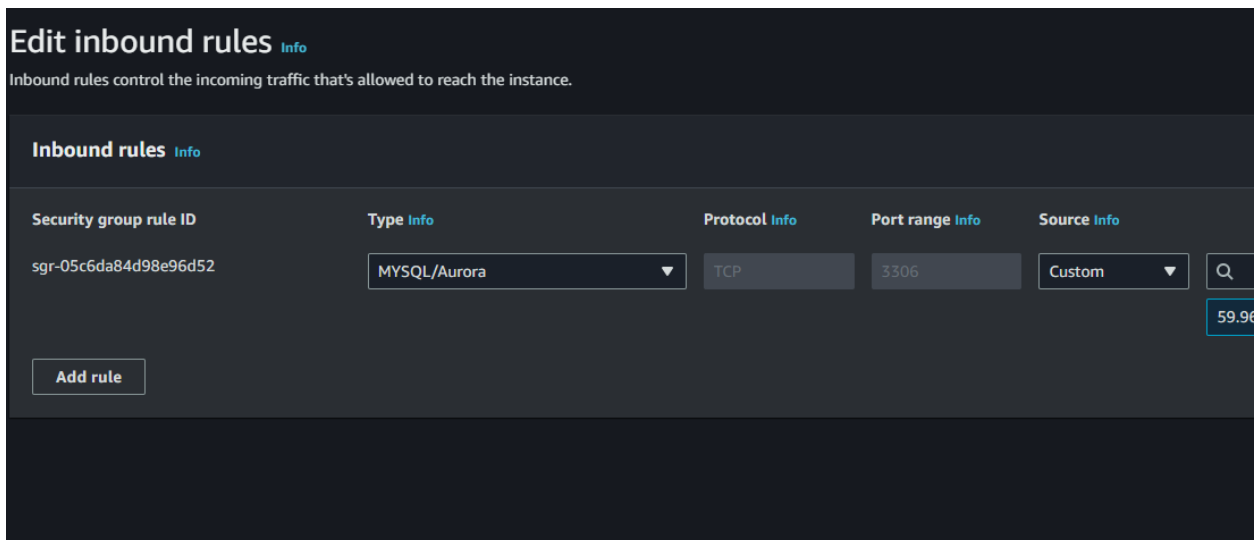 Edit inbound rules Info
Inbound rules control the incoming traffic that's allowed to reach the instance.
Inbound rules Info
Security group rule ID Type Info Protocol Info Port range Info Source Info
sgr-05c6da84d98e96d52 MYSQL/Aurora TCP 3306 Custom
59.96
Add rule